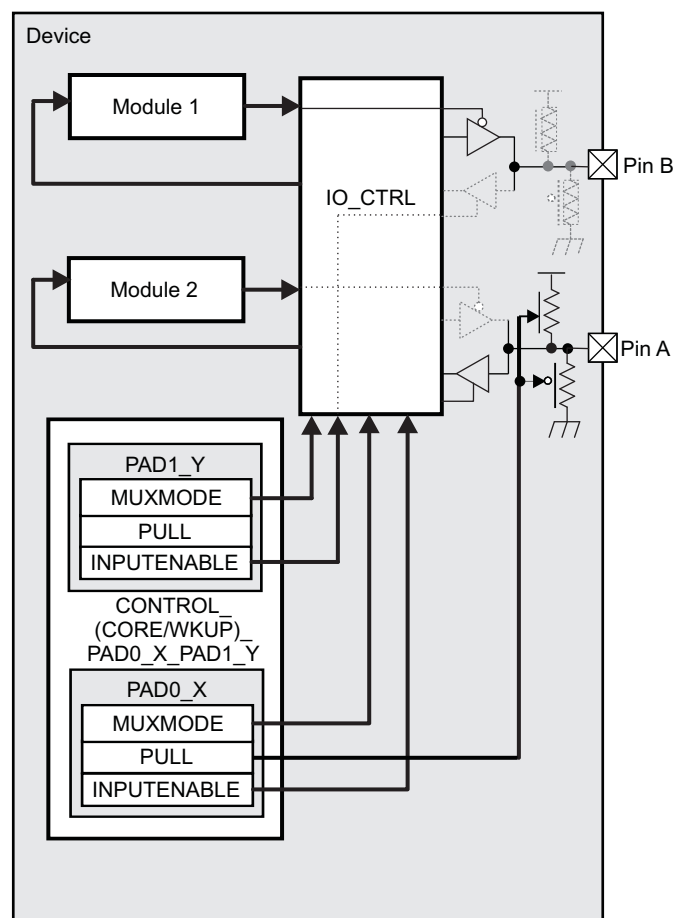 Device
Module 1
Pin B
IO_CTRL
Module 2
Pin A
PAD1_Y
MUXMODE
PULL
INPUTENABLE
CONTROL_
(CORE/WKUP)_
PAD0_X_PAD1_Y
PAD0_X
MUXMODE
PULL
INPUTENABLE